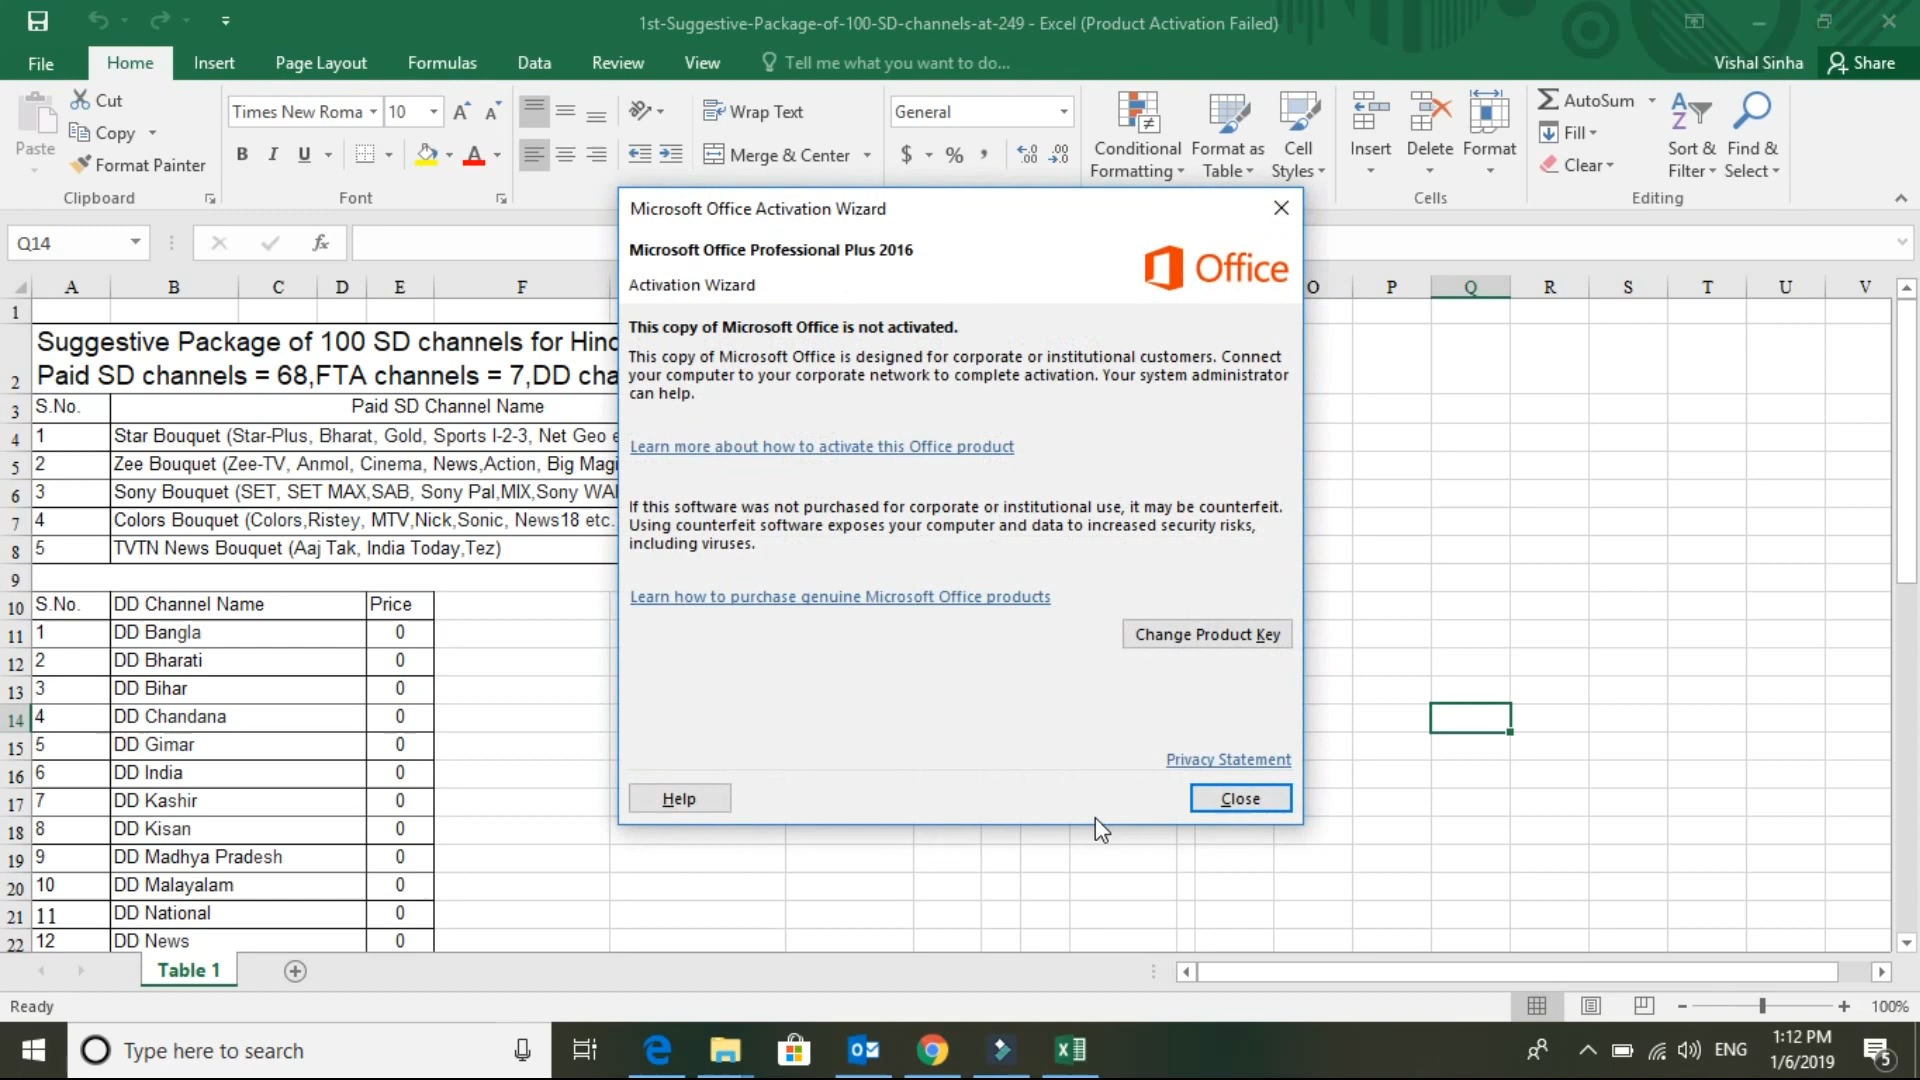 1st-Suggestive-Package-of-100-SD-channels-at-249 - Excel (Product Activation Failed)
File Home Insert Page Layout Formulas Data Review View Tell me what you want to do... Vishal Sinha Share
Cut
Copy
Format Painter
Paste
Clipboard
Times New Roma 10
B I U
Font
Wrap Text
Merge & Center
General
$ % ,
Conditional Formatting
Format as Table
Cell Styles
Insert Delete Format
Cells
AutoSum
Fill
Clear
Sort & Filter
Find & Select
Editing
Q14
fx
A B C D E F O P Q R S T U V
1
2 Suggestive Package of 100 SD channels for Hind
Paid SD channels = 68,FTA channels = 7,DD cha
3 S.No. Paid SD Channel Name
4 1 Star Bouquet (Star-Plus, Bharat, Gold, Sports I-2-3, Net Geo e
5 2 Zee Bouquet (Zee-TV, Anmol, Cinema, News,Action, Big Magi
6 3 Sony Bouquet (SET, SET MAX,SAB, Sony Pal,MIX,Sony WA
7 4 Colors Bouquet (Colors,Ristey, MTV,Nick,Sonic, News18 etc.
8 5 TVTN News Bouquet (Aaj Tak, India Today,Tez)
9
10 S.No. DD Channel Name Price
11 1 DD Bangla 0
12 2 DD Bharati 0
13 3 DD Bihar 0
14 4 DD Chandana 0
15 5 DD Gimar 0
16 6 DD India 0
17 7 DD Kashir 0
18 8 DD Kisan 0
19 9 DD Madhya Pradesh 0
20 10 DD Malayalam 0
21 11 DD National 0
22 12 DD News 0
Microsoft Office Activation Wizard
Microsoft Office Professional Plus 2016
Activation Wizard
Office
This copy of Microsoft Office is not activated.
This copy of Microsoft Office is designed for corporate or institutional customers. Connect
your computer to your corporate network to complete activation. Your system administrator
can help.
Learn more about how to activate this Office product
If this software was not purchased for corporate or institutional use, it may be counterfeit.
Using counterfeit software exposes your computer and data to increased security risks,
including viruses.
Learn how to purchase genuine Microsoft Office products
Change Product Key
Privacy Statement
Help Close
Table 1
Ready 100%
Type here to search
ENG
1:12 PM
1/6/2019
5